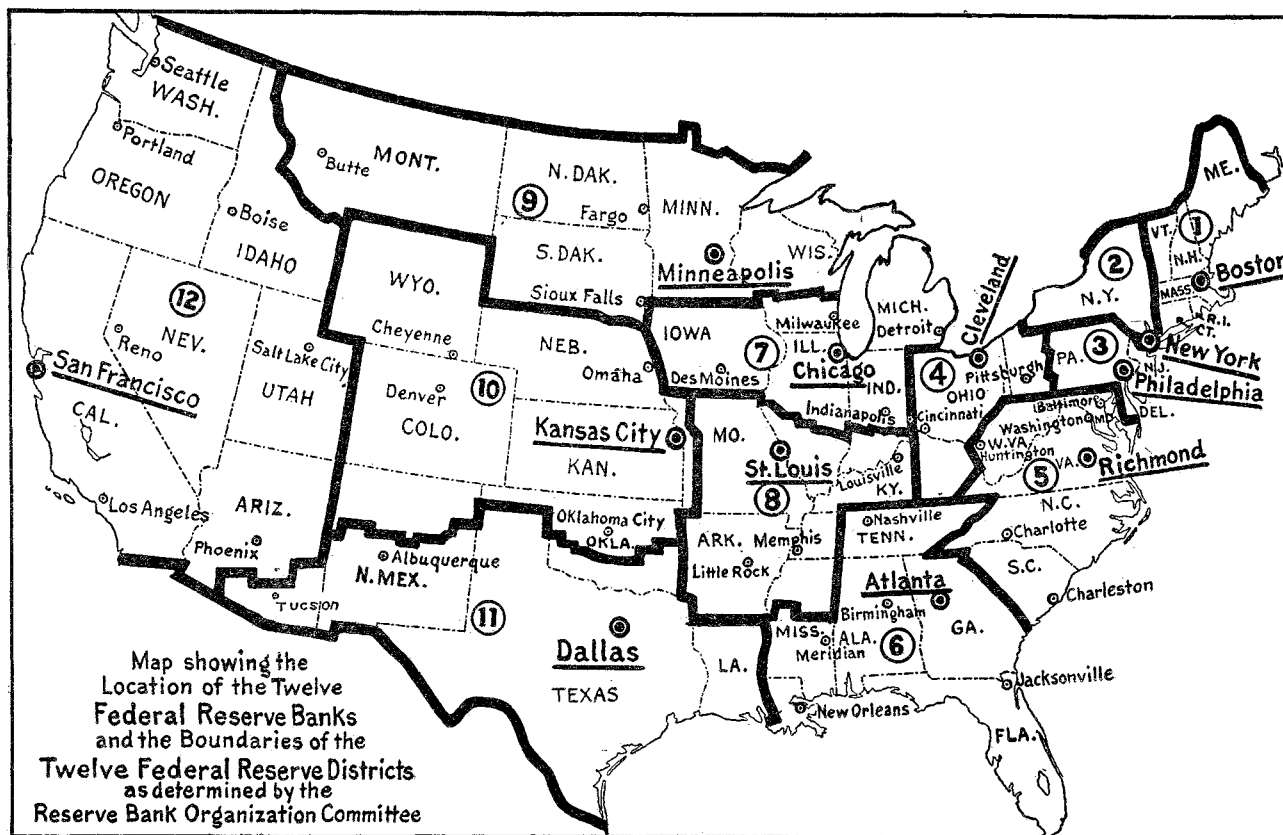 Seattle
WASH.
Portland
OREGON
Boise
IDAHO
Butte
MONT.
N. DAK.
9
Fargo
S. DAK.
Sioux Falls
MINN.
Minneapolis
WIS.
MICH.
Detroit
Cleveland
ME.
VT.
1
N.H.
MASS.
Boston
R.I.
CT.
2
N.Y.
New York
3
PA.
N.J.
Philadelphia
DEL.
12
NEV.
Reno
San Francisco
CAL.
Los Angeles
Salt Lake City
UTAH
WYO.
Cheyenne
10
Denver
COLO.
NEB.
Omaha
Kansas City
KAN.
IOWA
7
Des Moines
Milwaukee
ILL.
Chicago
IND.
Indianapolis
4
Pittsburgh
OHIO
Cincinnati
Baltimore
Washington
MD.
W.VA.
Huntington
VA.
Richmond
5
N.C.
Charlotte
S.C.
Charleston
MO.
St. Louis
8
Louisville
KY.
Nashville
TENN.
ARK.
Memphis
Little Rock
ARIZ.
Phoenix
Tucsion
Albuquerque
N.MEX.
Oklahoma City
OKLA.
11
Dallas
TEXAS
LA.
MISS.
Meridian
Atlanta
Birmingham
ALA.
6
GA.
New Orleans
Jacksonville
FLA.
Map showing the
Location of the Twelve
Federal Reserve Banks
and the Boundaries of the
Twelve Federal Reserve Districts
as determined by the
Reserve Bank Organization Committee